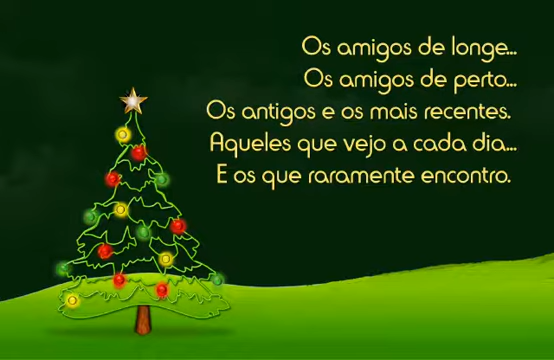 Os amigos de longe...
Os amigos de perto...
Os antigos e os mais recentes.
Aqueles que vejo a cada dia...
E os que raramente encontro.